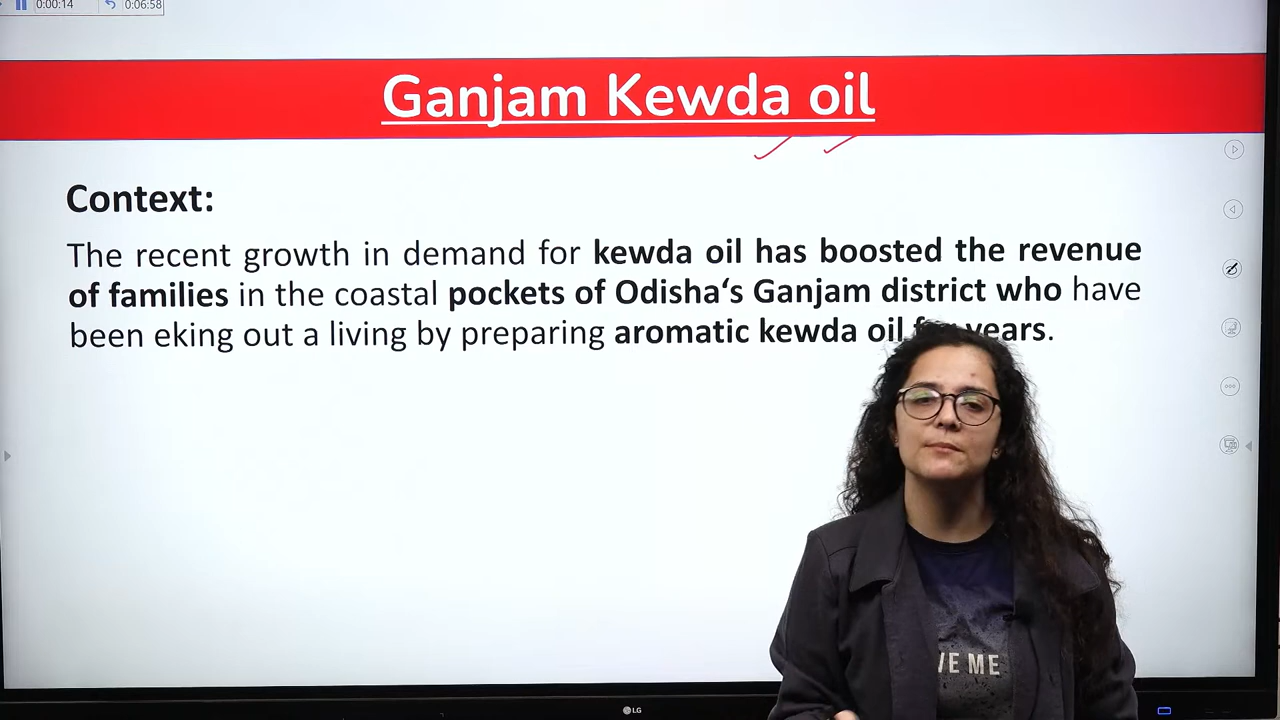 0:00:14 0:06:58
Ganjam Kewda oil
Context:
The recent growth in demand for kewda oil has boosted the revenue
of families in the coastal pockets of Odisha‘s Ganjam district who have
been eking out a living by preparing aromatic kewda oil for years.
VE ME
LG